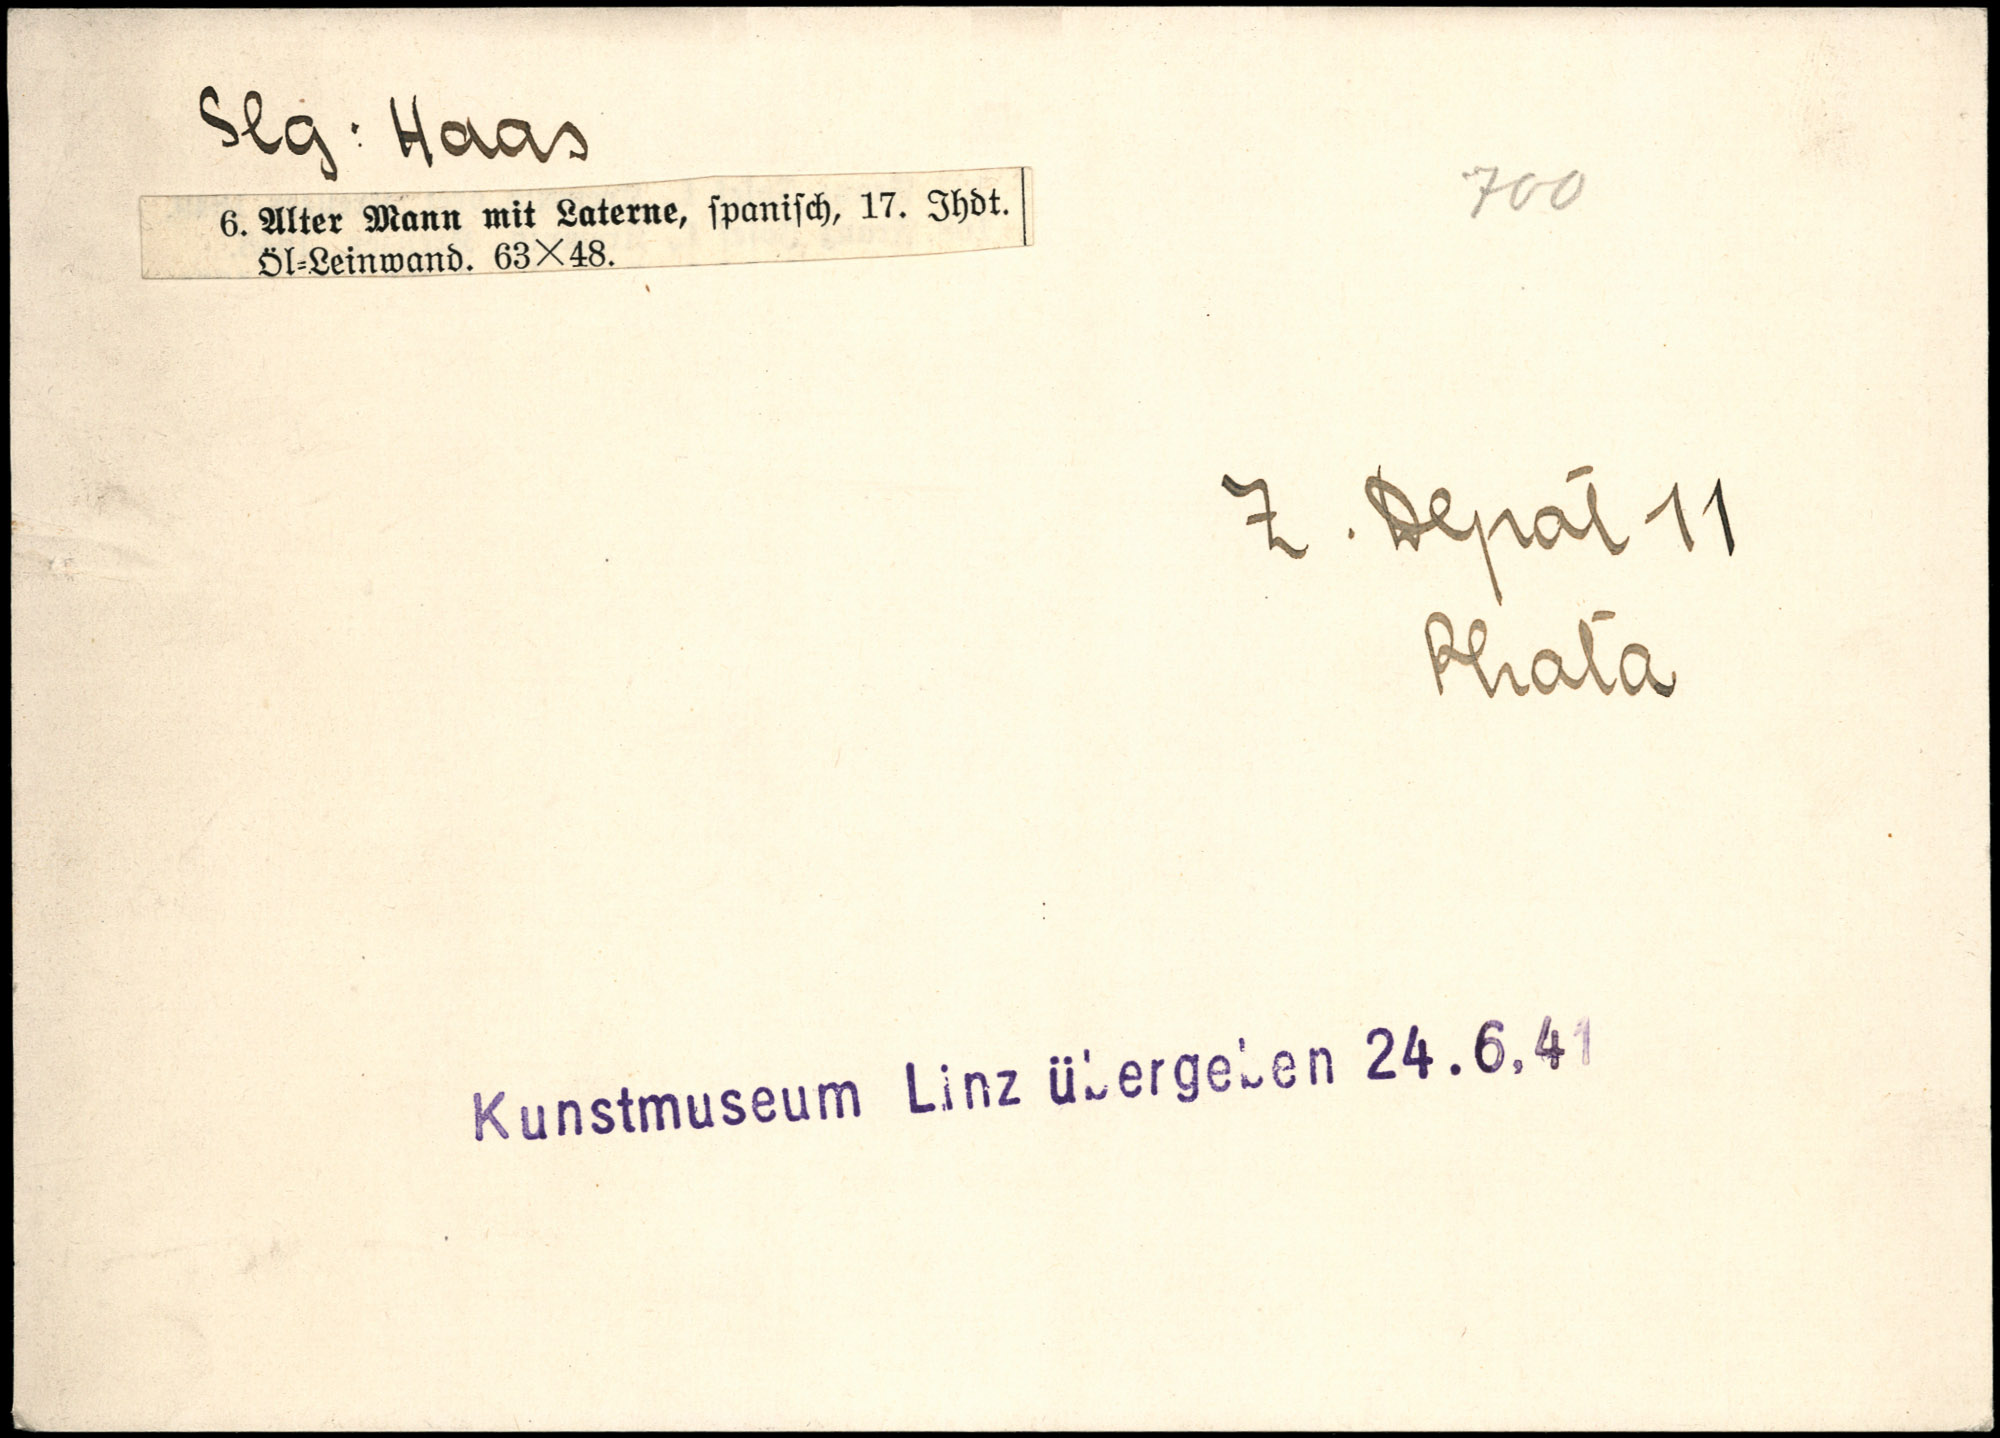 Slg: Haas
700
6. Alter Mann mit Laterne, ſpaniſch, 17. Jhdt.
Öl=Leinwand. 63×48.
Z. Depot 11
Photo
Kunstmuseum Linz übergeben 24.6.41